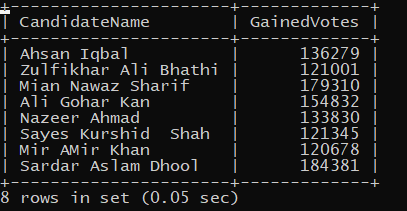 +----------------------+-------------+
| CandidateName        | GainedVotes |
+----------------------+-------------+
| Ahsan Iqbal          |      136279 |
| Zulfikhar Ali Bhathi |      121001 |
| Mian Nawaz Sharif    |      179310 |
| Ali Gohar Kan        |      154832 |
| Nazeer Ahmad         |      133830 |
| Sayes Kurshid  Shah  |      121345 |
| Mir AMir Khan        |      120678 |
| Sardar Aslam Dhool   |      184381 |
+----------------------+-------------+
8 rows in set (0.05 sec)